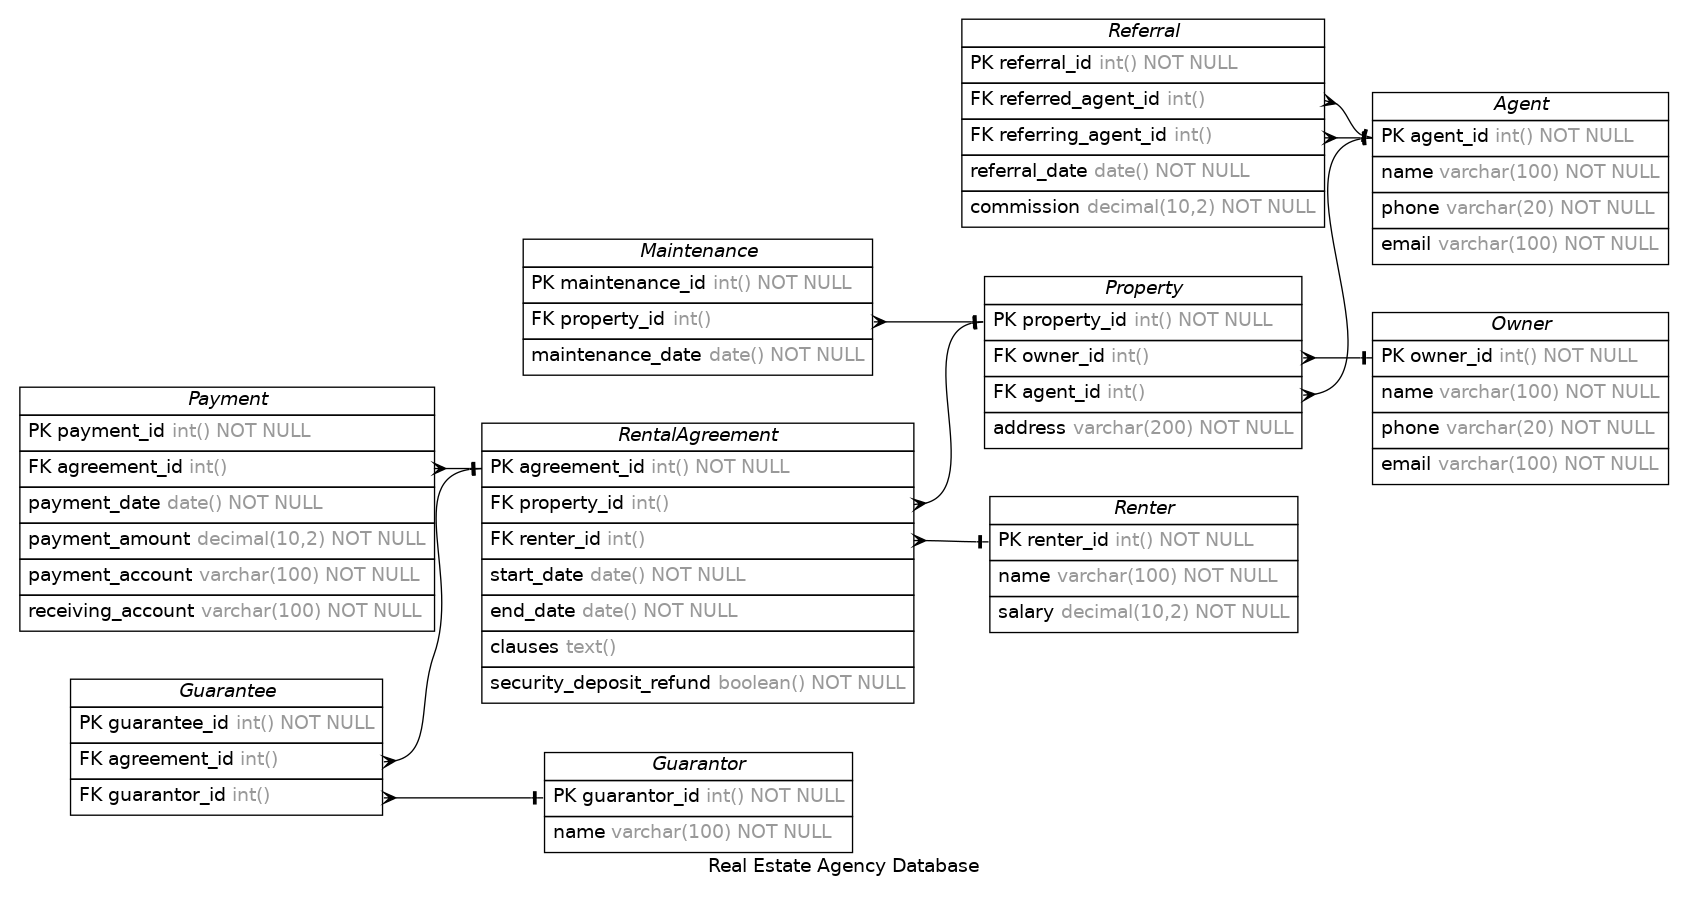 Referral
PK referral_id int() NOT NULL
FK referred_agent_id int()
FK referring_agent_id int()
referral_date date() NOT NULL
commission decimal(10,2) NOT NULL
Agent
PK agent_id int() NOT NULL
name varchar(100) NOT NULL
phone varchar(20) NOT NULL
email varchar(100) NOT NULL
Maintenance
PK maintenance_id int() NOT NULL
FK property_id int()
maintenance_date date() NOT NULL
Property
PK property_id int() NOT NULL
FK owner_id int()
FK agent_id int()
address varchar(200) NOT NULL
Owner
PK owner_id int() NOT NULL
name varchar(100) NOT NULL
phone varchar(20) NOT NULL
email varchar(100) NOT NULL
Payment
PK payment_id int() NOT NULL
FK agreement_id int()
payment_date date() NOT NULL
payment_amount decimal(10,2) NOT NULL
payment_account varchar(100) NOT NULL
receiving_account varchar(100) NOT NULL
RentalAgreement
PK agreement_id int() NOT NULL
FK property_id int()
FK renter_id int()
start_date date() NOT NULL
end_date date() NOT NULL
clauses text()
security_deposit_refund boolean() NOT NULL
Renter
PK renter_id int() NOT NULL
name varchar(100) NOT NULL
salary decimal(10,2) NOT NULL
Guarantee
PK guarantee_id int() NOT NULL
FK agreement_id int()
FK guarantor_id int()
Guarantor
PK guarantor_id int() NOT NULL
name varchar(100) NOT NULL
Real Estate Agency Database